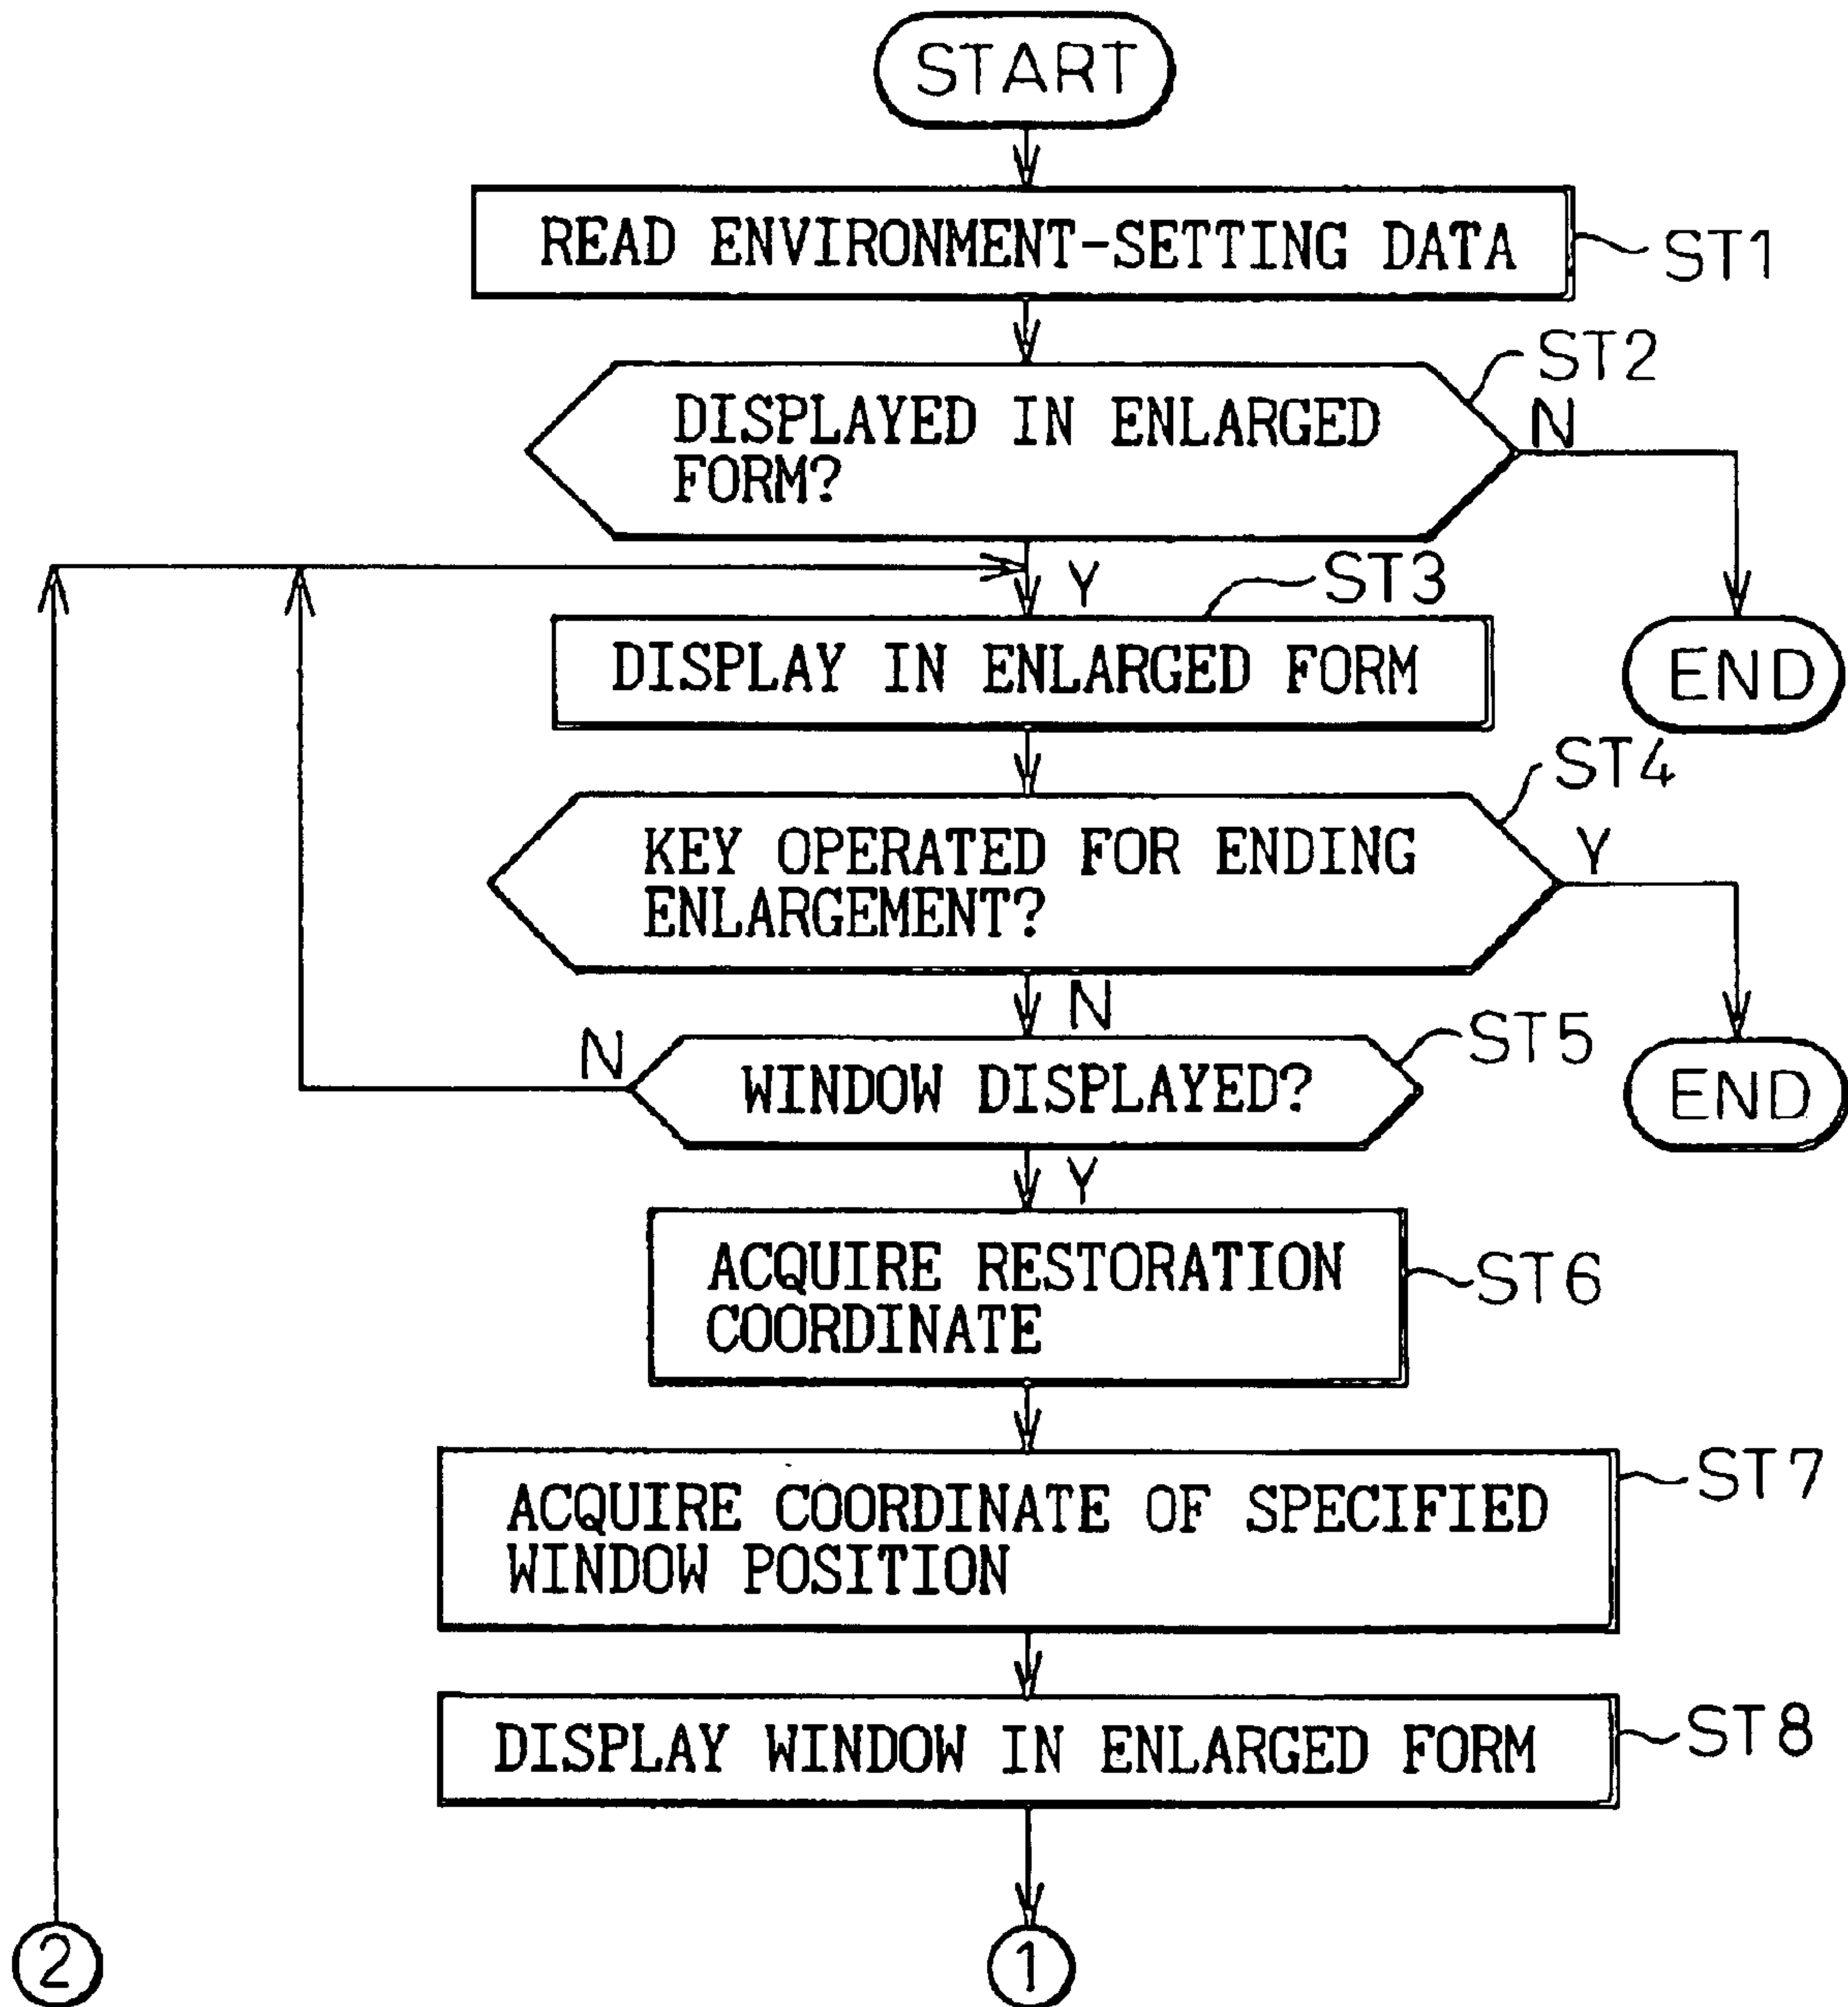 START
READ ENVIRONMENT-SETTING DATA
ST1
ST2
DISPLAYED IN ENLARGED
FORM?
N
Y
ST3
DISPLAY IN ENLARGED FORM
END
ST4
KEY OPERATED FOR ENDING
ENLARGEMENT?
Y
N
N
ST5
WINDOW DISPLAYED?
END
Y
ACQUIRE RESTORATION
COORDINATE
ST6
ST7
ACQUIRE COORDINATE OF SPECIFIED
WINDOW POSITION
DISPLAY WINDOW IN ENLARGED FORM
ST8
2
1